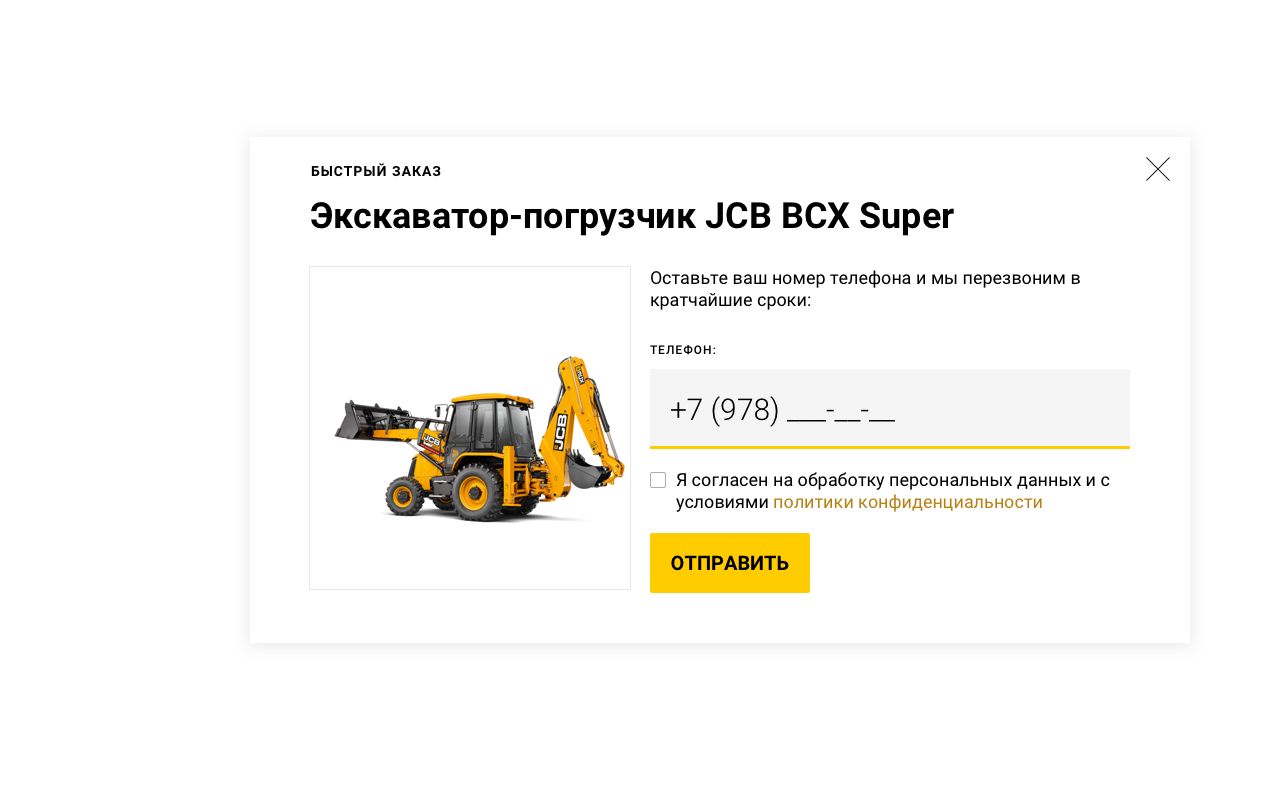 БЫСТРЫЙ ЗАКАЗ
Экскаватор-погрузчик JCB BCX Super
Оставьте ваш номер телефона и мы перезвоним в
кратчайшие сроки:
ТЕЛЕФОН:
+7 (978) ___-__-__
Я согласен на обработку персональных данных и с
условиями политики конфиденциальности
ОТПРАВИТЬ
JCB
JCB
JCB